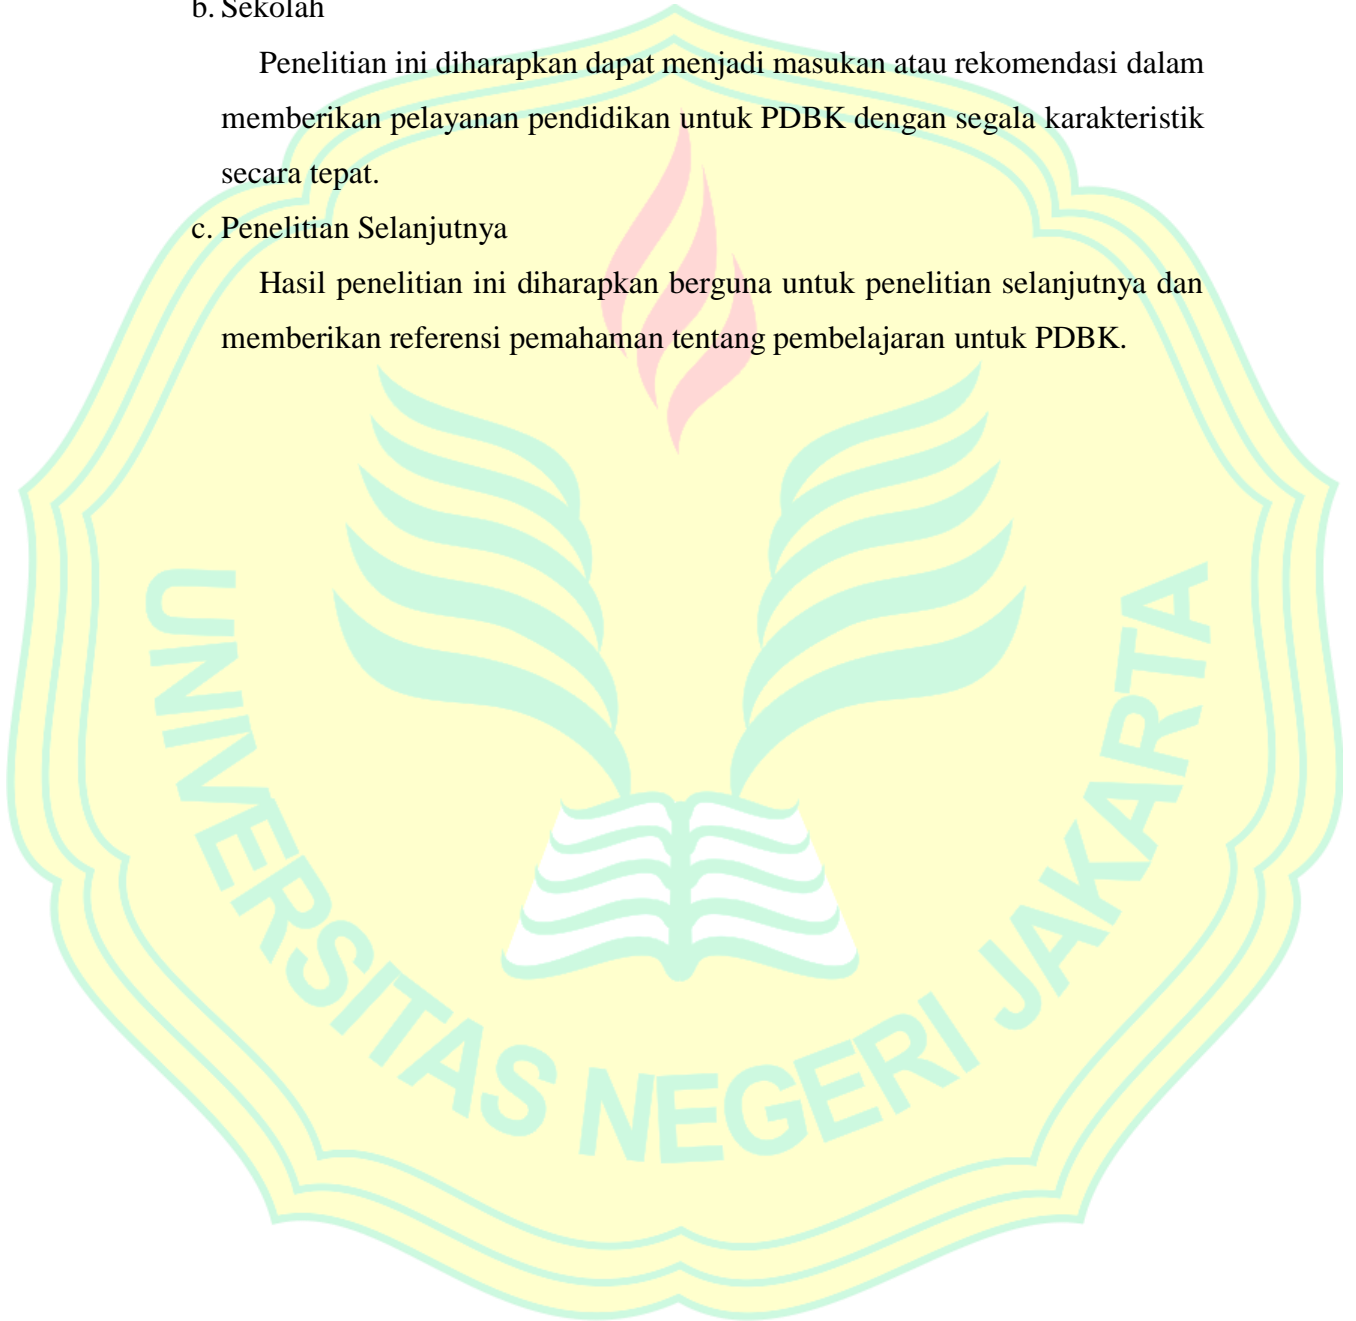 b. Sekolah
Penelitian ini diharapkan dapat menjadi masukan atau rekomendasi dalam
memberikan pelayanan pendidikan untuk PDBK dengan segala karakteristik
secara tepat.
c. Penelitian Selanjutnya
Hasil penelitian ini diharapkan berguna untuk penelitian selanjutnya dan
memberikan referensi pemahaman tentang pembelajaran untuk PDBK.
UNIVERSITAS NEGERI JAKARTA